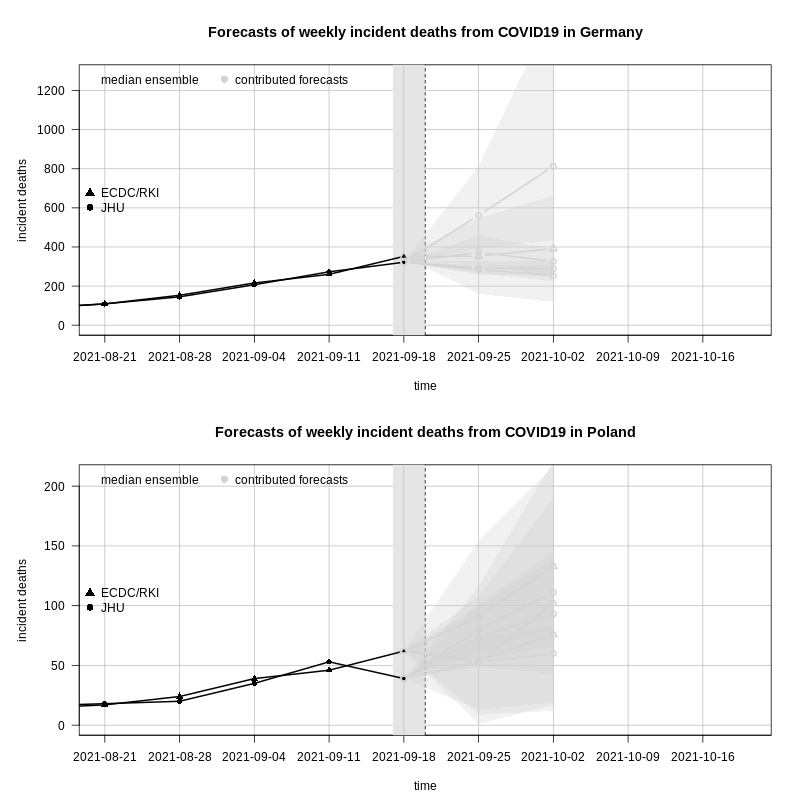 Forecasts of weekly incident deaths from COVID19 in Germany
median ensemble contributed forecasts
1200
1000
800
600
400
200
0
incident deaths
ECDC/RKI
JHU
2021-08-21 2021-08-28 2021-09-04 2021-09-11 2021-09-18 2021-09-25 2021-10-02 2021-10-09 2021-10-16
time
Forecasts of weekly incident deaths from COVID19 in Poland
median ensemble contributed forecasts
200
150
100
50
0
incident deaths
ECDC/RKI
JHU
2021-08-21 2021-08-28 2021-09-04 2021-09-11 2021-09-18 2021-09-25 2021-10-02 2021-10-09 2021-10-16
time